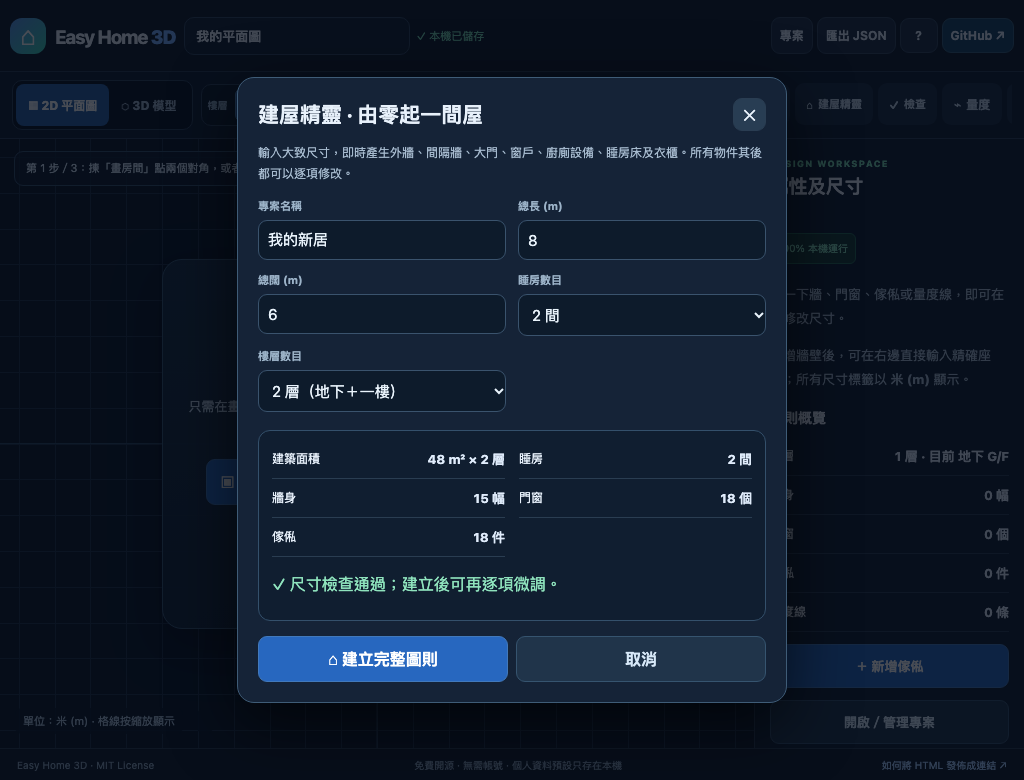 Easy Home 3D
我的平面圖
✓ 本機已儲存
專案
匯出 JSON
?
GitHub ↗
2D 平面圖
3D 模型
樓層
建屋精靈
✓ 檢查
量度
第 1 步 / 3：揀「畫房間」點兩個對角，或者
SIGN WORKSPACE
性及尺寸
00% 本機運行
一下牆、門窗、傢俬或量度線，即可在
修改尺寸。
牆壁後，可在右邊直接輸入精確座
；所有尺寸標籤以 米 (m) 顯示。
則概覽
1 層 · 目前 地下 G/F
0 幅
0 個
0 件
度線
0 條
只需在畫
＋ 新增傢俬
開啟 / 管理專案
建屋精靈 · 由零起一間屋
✕
輸入大致尺寸，即時產生外牆、間隔牆、大門、窗戶、廚廁設備、睡房床及衣櫃。所有物件其後
都可以逐項修改。
專案名稱
總長 (m)
我的新居
8
總闊 (m)
睡房數目
6
2 間
樓層數目
2 層（地下＋一樓）
建築面積
48 m² × 2 層
睡房
2 間
牆身
15 幅
門窗
18 個
傢俬
18 件
✓ 尺寸檢查通過；建立後可再逐項微調。
⌂ 建立完整圖則
取消
單位：米 (m) · 格線按縮放顯示
Easy Home 3D · MIT License
免費開源 · 無需帳號 · 個人資料預設只存在本機
如何將 HTML 發佈成連結 ↗